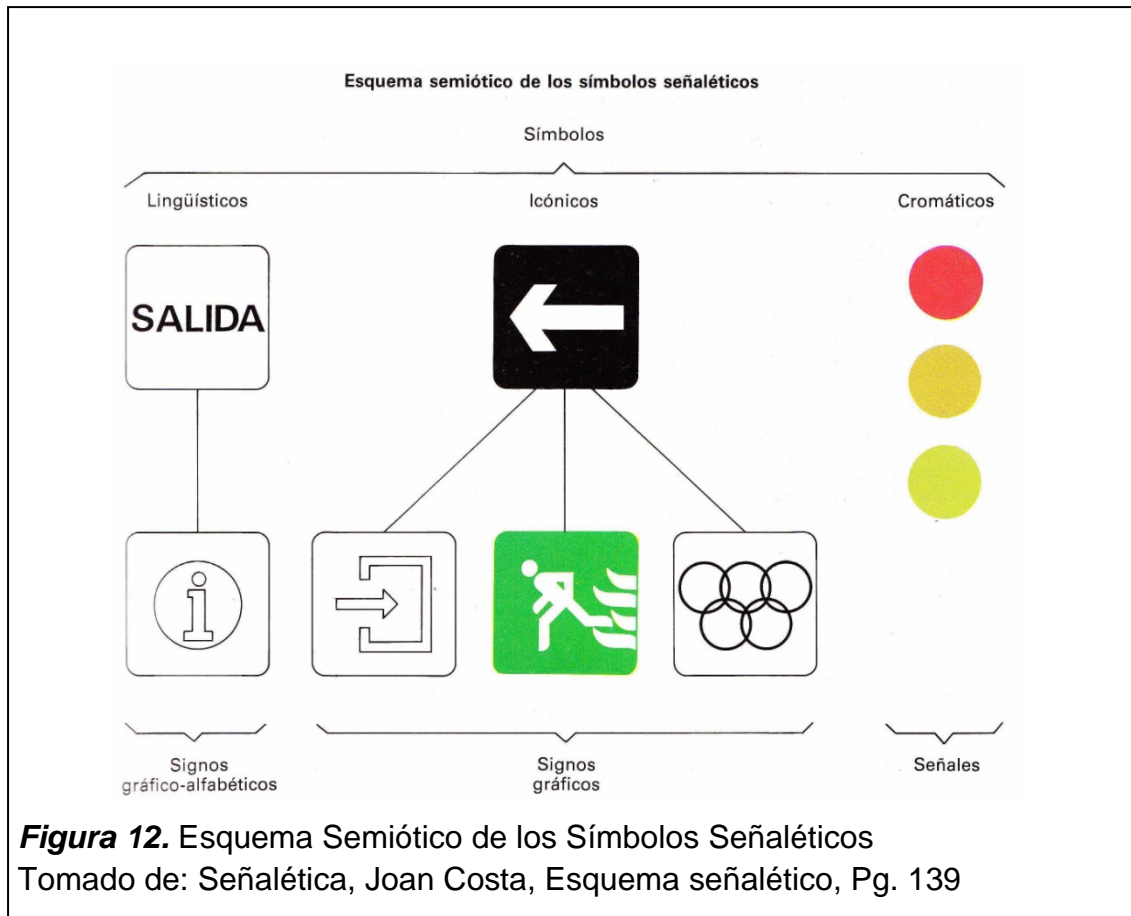 Esquema semiótico de los símbolos señaléticos
Símbolos
Lingüísticos
Icónicos
Cromáticos
SALIDA
i
Signos
gráfico-alfabéticos
Signos
gráficos
Señales
Figura 12. Esquema Semiótico de los Símbolos Señaléticos
Tomado de: Señalética, Joan Costa, Esquema señalético, Pg. 139